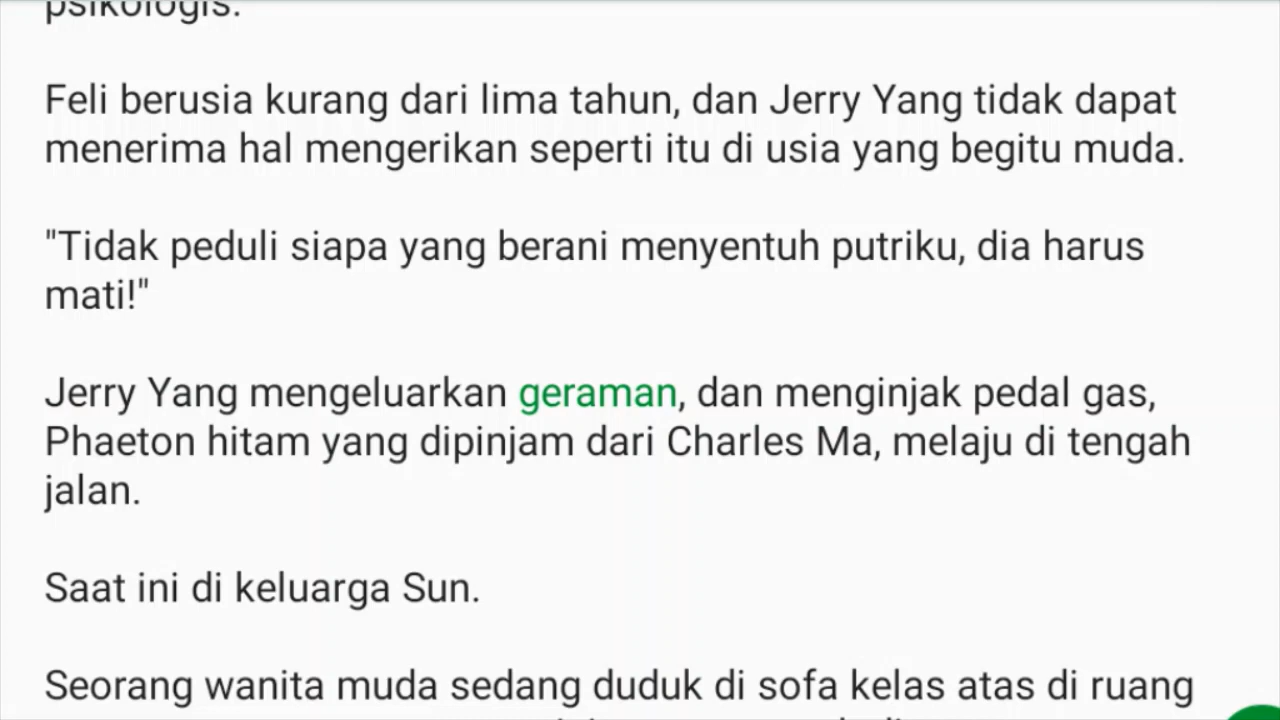 psikologis.
Feli berusia kurang dari lima tahun, dan Jerry Yang tidak dapat
menerima hal mengerikan seperti itu di usia yang begitu muda.
"Tidak peduli siapa yang berani menyentuh putriku, dia harus
mati!"
Jerry Yang mengeluarkan geraman, dan menginjak pedal gas,
Phaeton hitam yang dipinjam dari Charles Ma, melaju di tengah
jalan.
Saat ini di keluarga Sun.
Seorang wanita muda sedang duduk di sofa kelas atas di ruang